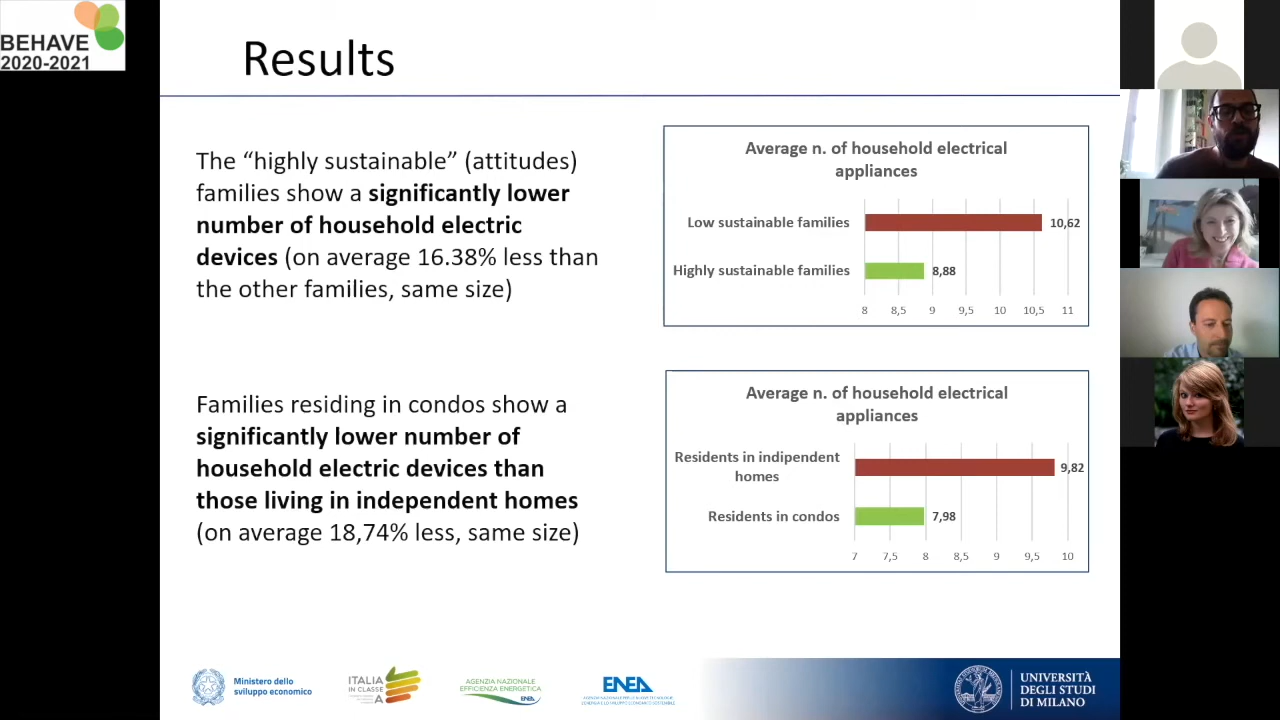 BEHAVE
2020-2021
Results
The “highly sustainable” (attitudes)
families show a significantly lower
number of household electric
devices (on average 16.38% less than
the other families, same size)
Average n. of household electrical
appliances
Low sustainable families
10,62
Highly sustainable families
8,88
8 8,5 9 9,5 10 10,5 11
Families residing in condos show a
significantly lower number of
household electric devices than
those living in independent homes
(on average 18,74% less, same size)
Average n. of household electrical
appliances
Residents in indipendent
homes
9,82
Residents in condos
7,98
7 7,5 8 8,5 9 9,5 10
Ministero dello
sviluppo economico
ITALIA
IN CLASSE
A
AGENZIA NAZIONALE
EFFICIENZA ENERGETICA
ENEA
ENEA
UNIVERSITÀ
DEGLI STUDI
DI MILANO